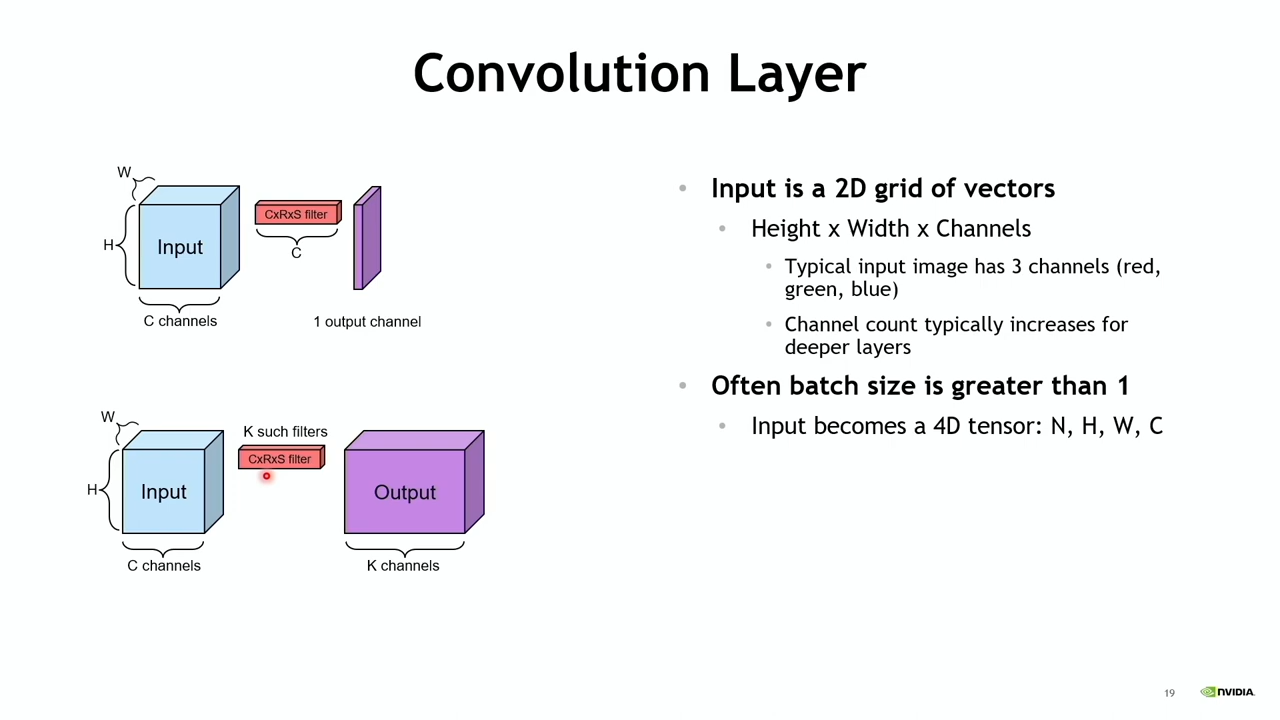 Convolution Layer
W
H
Input
CxRxS filter
C
C channels
1 output channel
W
H
Input
K such filters
CxRxS filter
Output
C channels
K channels
• Input is a 2D grid of vectors
• Height x Width x Channels
• Typical input image has 3 channels (red,
green, blue)
• Channel count typically increases for
deeper layers
• Often batch size is greater than 1
• Input becomes a 4D tensor: N, H, W, C
19
NVIDIA.